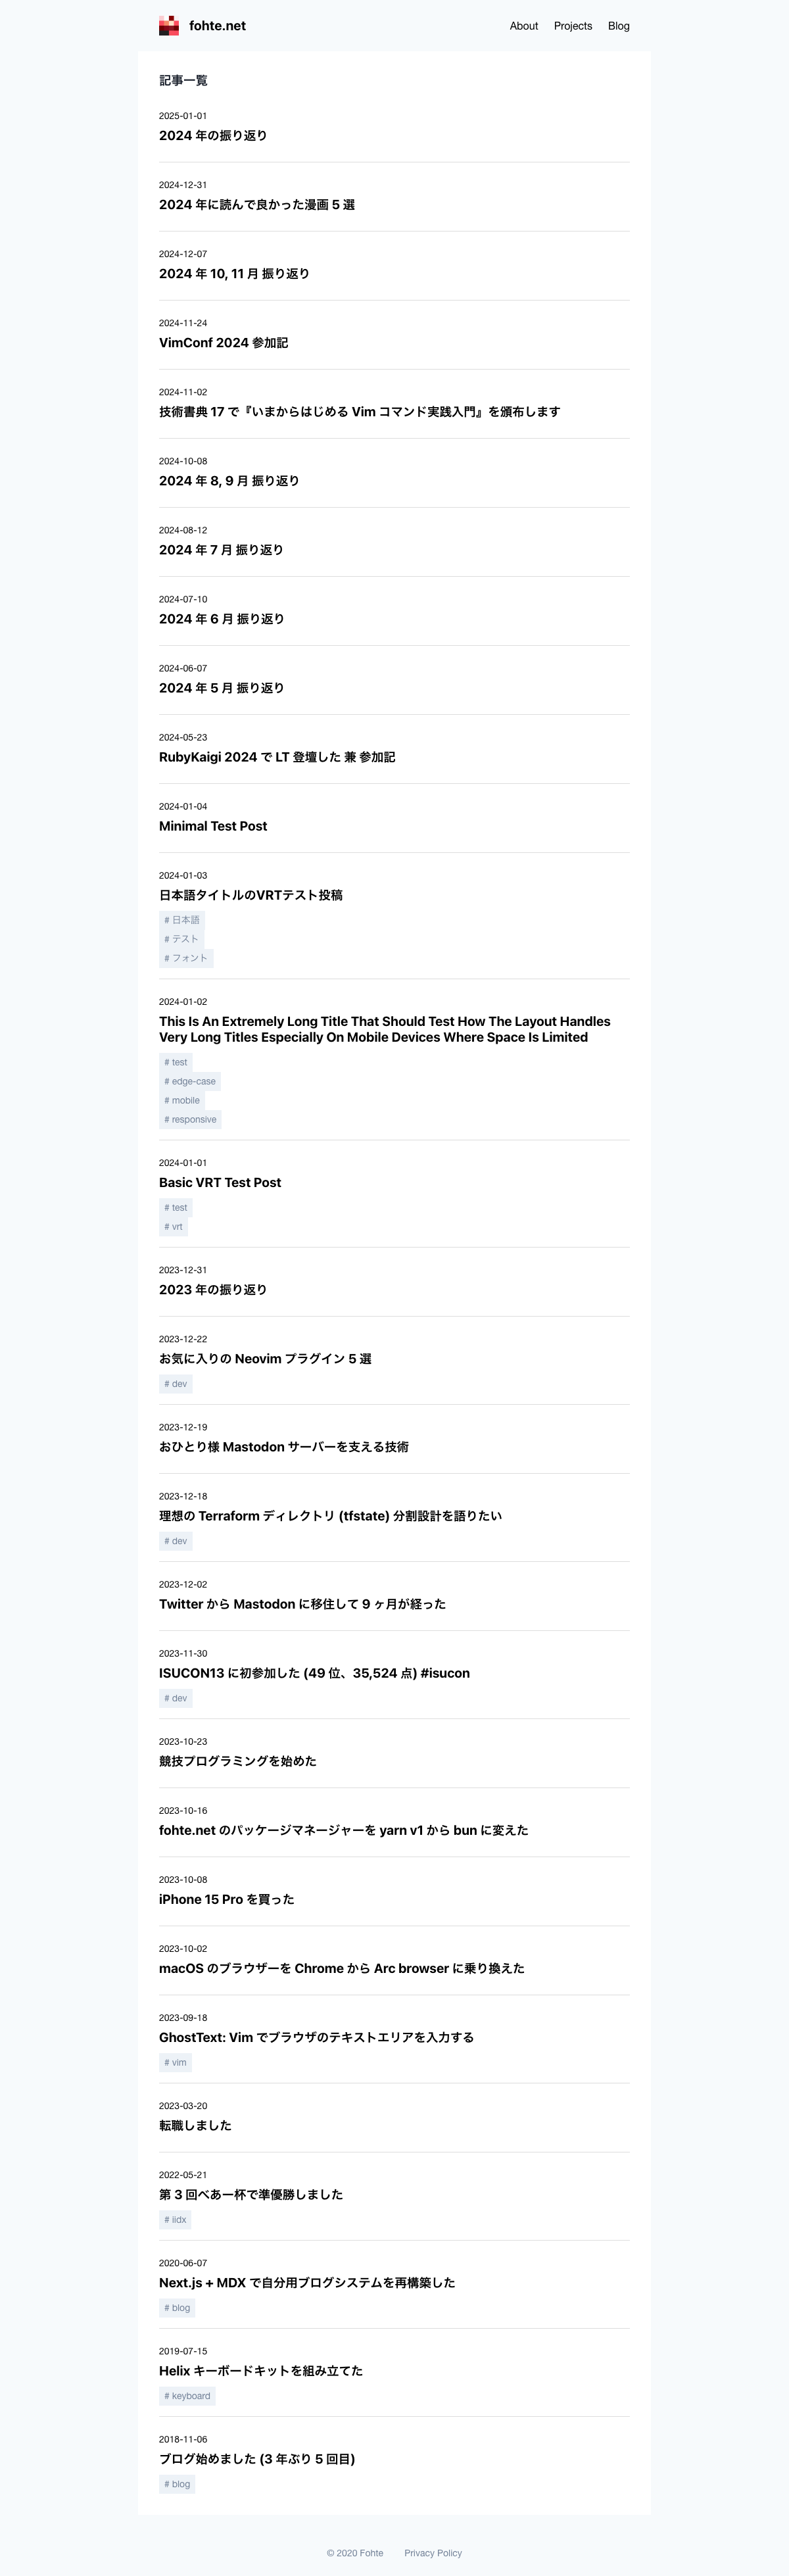 fohte.net
About Projects Blog
記事一覧
2025-01-01
2024 年の振り返り
2024-12-31
2024 年に読んで良かった漫画 5 選
2024-12-07
2024 年 10, 11 月 振り返り
2024-11-24
VimConf 2024 参加記
2024-11-02
技術書典 17 で『いまからはじめる Vim コマンド実践入門』を頒布します
2024-10-08
2024 年 8, 9 月 振り返り
2024-08-12
2024 年 7 月 振り返り
2024-07-10
2024 年 6 月 振り返り
2024-06-07
2024 年 5 月 振り返り
2024-05-23
RubyKaigi 2024 で LT 登壇した 兼 参加記
2024-01-04
Minimal Test Post
2024-01-03
日本語タイトルのVRTテスト投稿
# 日本語
# テスト
# フォント
2024-01-02
This Is An Extremely Long Title That Should Test How The Layout Handles
Very Long Titles Especially On Mobile Devices Where Space Is Limited
# test
# edge-case
# mobile
# responsive
2024-01-01
Basic VRT Test Post
# test
# vrt
2023-12-31
2023 年の振り返り
2023-12-22
お気に入りの Neovim プラグイン 5 選
# dev
2023-12-19
おひとり様 Mastodon サーバーを支える技術
2023-12-18
理想の Terraform ディレクトリ (tfstate) 分割設計を語りたい
# dev
2023-12-02
Twitter から Mastodon に移住して 9 ヶ月が経った
2023-11-30
ISUCON13 に初参加した (49 位、35,524 点) #isucon
# dev
2023-10-23
競技プログラミングを始めた
2023-10-16
fohte.net のパッケージマネージャーを yarn v1 から bun に変えた
2023-10-08
iPhone 15 Pro を買った
2023-10-02
macOS のブラウザーを Chrome から Arc browser に乗り換えた
2023-09-18
GhostText: Vim でブラウザのテキストエリアを入力する
# vim
2023-03-20
転職しました
2022-05-21
第 3 回べあー杯で準優勝しました
# iidx
2020-06-07
Next.js + MDX で自分用ブログシステムを再構築した
# blog
2019-07-15
Helix キーボードキットを組み立てた
# keyboard
2018-11-06
ブログ始めました (3 年ぶり 5 回目)
# blog
© 2020 Fohte Privacy Policy